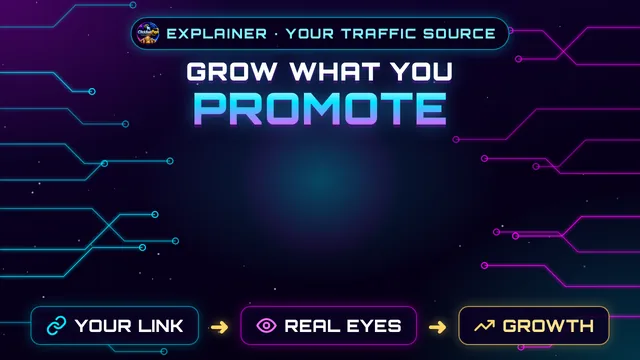 EXPLAINER · YOUR TRAFFIC SOURCE
GROW WHAT YOU
PROMOTE
YOUR LINK → REAL EYES → GROWTH